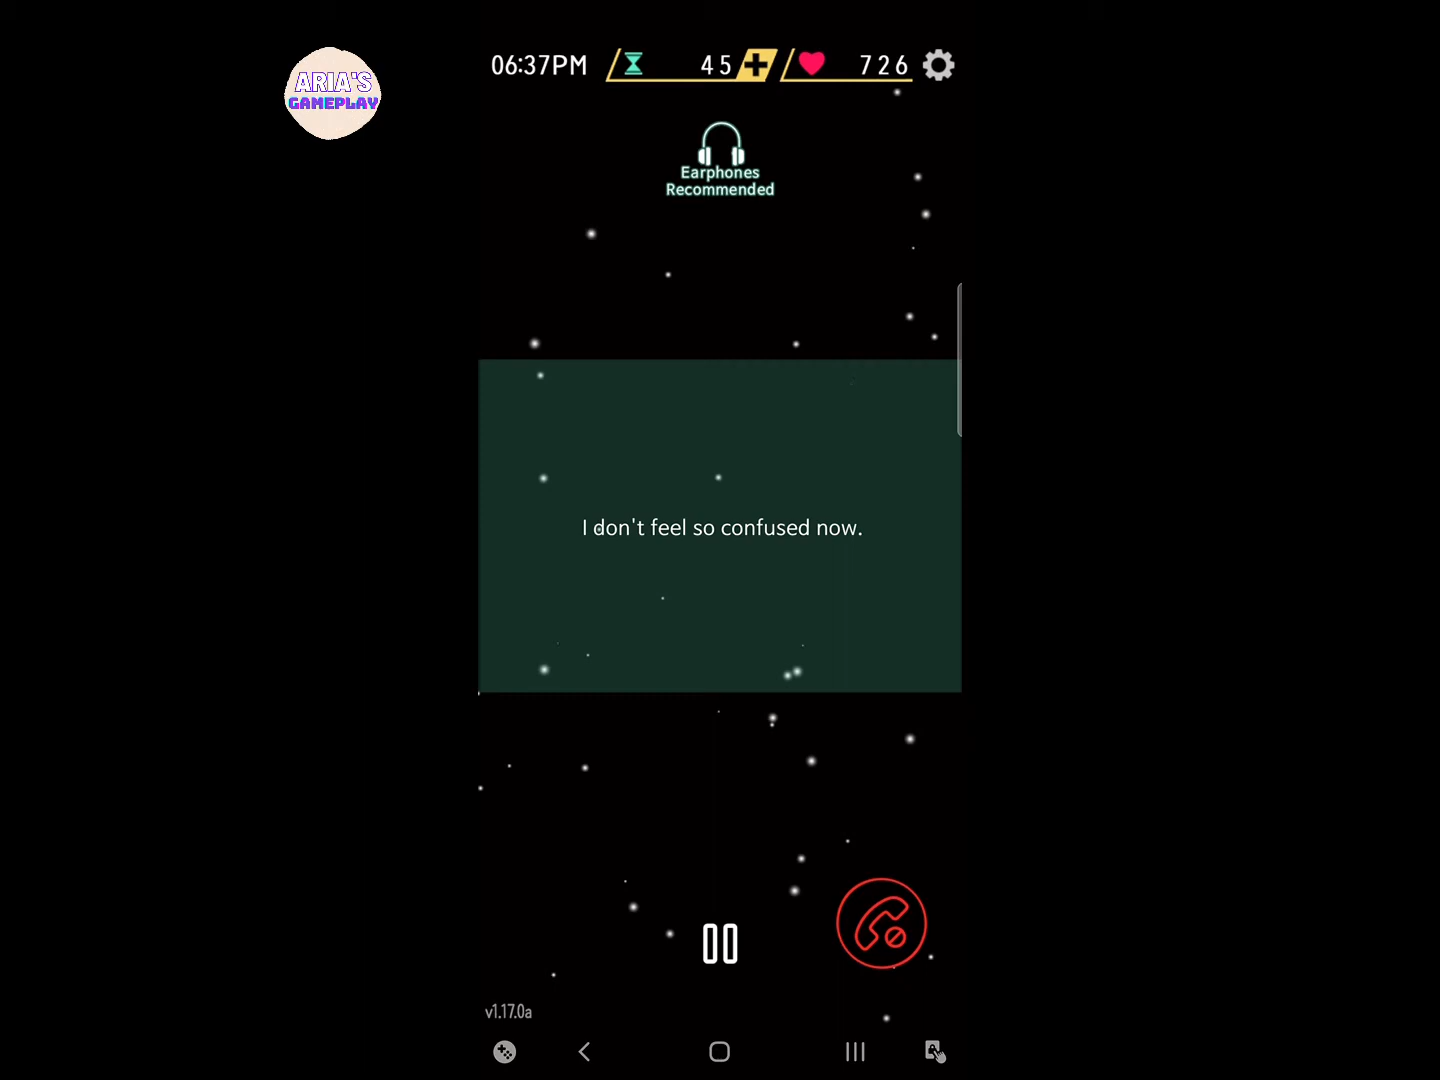 ARIA'S
GAMEPLAY
06:37PM 45 726
Earphones
Recommended
I don't feel so confused now.
v1.17.0a